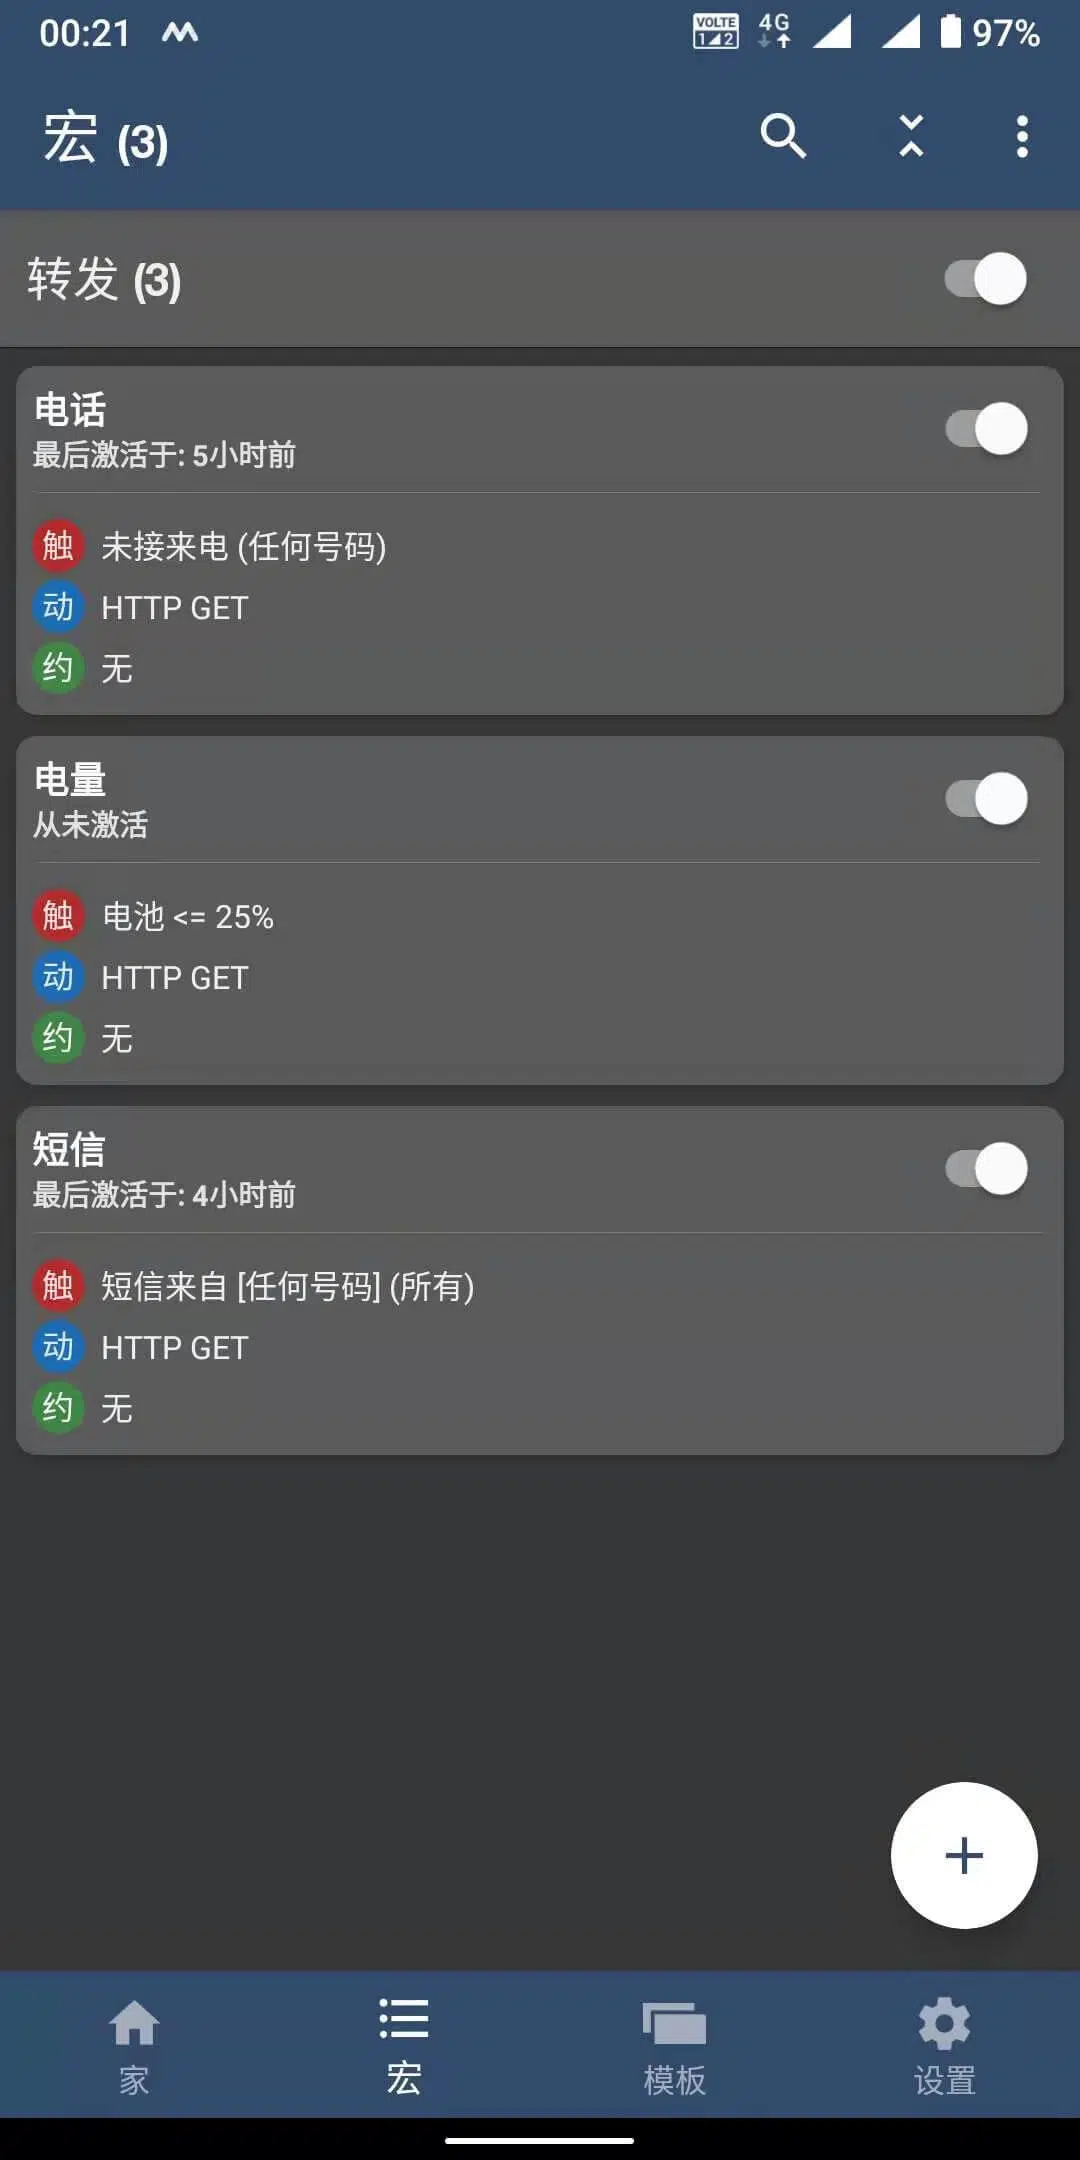 00:21 VOLTE 1 2 4G 97%
宏 (3)
转发 (3)
电话
最后激活于: 5小时前
触 未接来电 (任何号码)
动 HTTP GET
约 无
电量
从未激活
触 电池 <= 25%
动 HTTP GET
约 无
短信
最后激活于: 4小时前
触 短信来自 [任何号码] (所有)
动 HTTP GET
约 无
家 宏 模板 设置